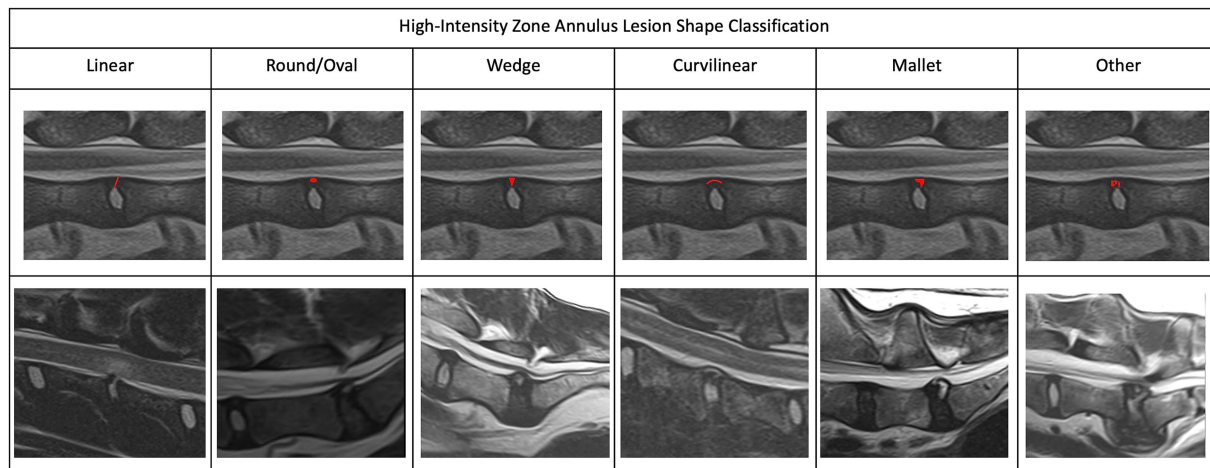 High-Intensity Zone Annulus Lesion Shape Classification
Linear
Round/Oval
Wedge
Curvilinear
Mallet
Other